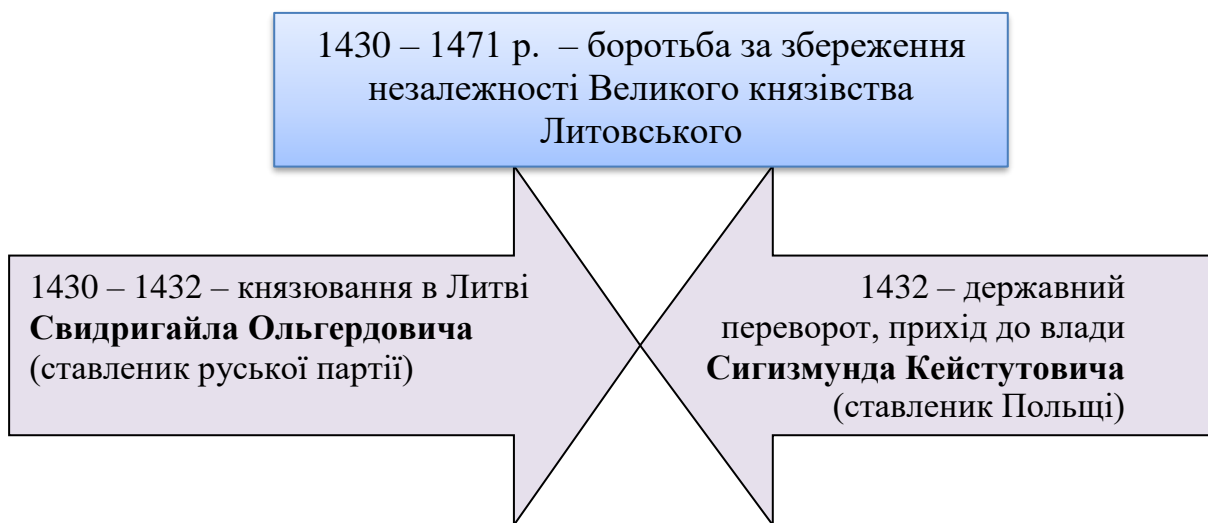 1430 – 1471 р. – боротьба за збереження
незалежності Великого князівства
Литовського
1430 – 1432 – князювання в Литві
Свидригайла Ольгердовича
(ставленик руської партії)
1432 – державний
переворот, прихід до влади
Сигизмунда Кейстутовича
(ставленик Польщі)